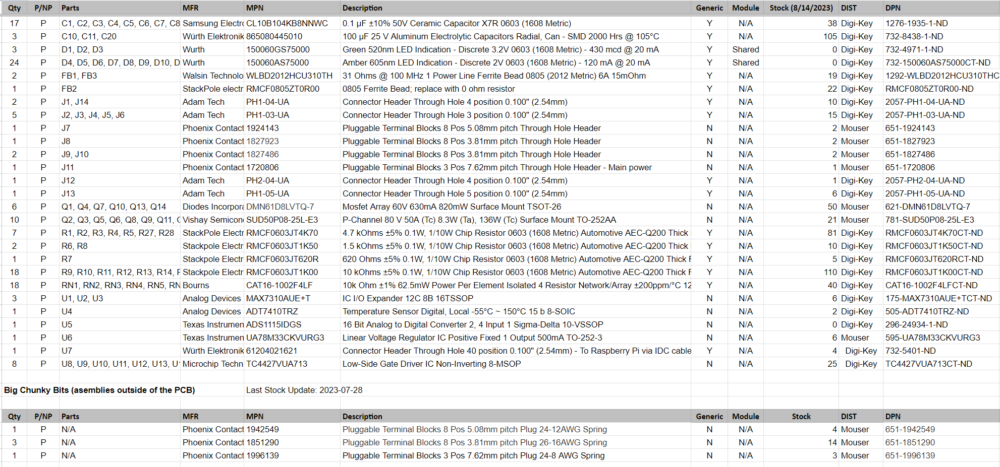 Qty P/NP Parts MFR MPN Description Generic Module Stock (8/14/2023) DIST DPN
17 P C1, C2, C3, C4, C5, C6, C7, C8 Samsung Electro CL10B104KB8NNWC 0.1 µF ±10% 50V Ceramic Capacitor X7R 0603 (1608 Metric) Y N/A 38 Digi-Key 1276-1935-1-ND
3 P C10, C11, C20 Würth Elektronik 865080445010 100 µF 25 V Aluminum Electrolytic Capacitors Radial, Can - SMD 2000 Hrs @ 105°C Y N/A 105 Digi-Key 732-8438-1-ND
3 P D1, D2, D3 Wurth 150060GS75000 Green 520nm LED Indication - Discrete 3.2V 0603 (1608 Metric) - 430 mcd @ 20 mA Y Shared 0 Digi-Key 732-4971-1-ND
24 P D4, D5, D6, D7, D8, D9, D10, D Wurth 150060AS75000 Amber 605nm LED Indication - Discrete 2V 0603 (1608 Metric) - 120 mA @ 20 mA Y Shared 0 Digi-Key 732-150060AS75000CT-ND
2 P FB1, FB3 Walsin Technolo WLBD2012HCU310TH 31 Ohms @ 100 MHz 1 Power Line Ferrite Bead 0805 (2012 Metric) 6A 15mOhm Y N/A 19 Digi-Key 1292-WLBD2012HCU310THC
1 P FB2 StackPole electr RMCF0805ZT0R00 0805 Ferrite Bead; replace with 0 ohm resistor Y N/A 22 Digi-Key RMCF0805ZT0R00-ND
2 P J1, J14 Adam Tech PH1-04-UA Connector Header Through Hole 4 position 0.100" (2.54mm) Y N/A 10 Digi-Key 2057-PH1-04-UA-ND
5 P J2, J3, J4, J5, J6 Adam Tech PH1-03-UA Connector Header Through Hole 3 position 0.100" (2.54mm) Y N/A 15 Digi-Key 2057-PH1-03-UA-ND
1 P J7 Phoenix Contact 1924143 Pluggable Terminal Blocks 8 Pos 5.08mm pitch Through Hole Header N N/A 2 Mouser 651-1924143
1 P J8 Phoenix Contact 1827923 Pluggable Terminal Blocks 8 Pos 3.81mm pitch Through Hole Header N N/A 2 Mouser 651-1827923
2 P J9, J10 Phoenix Contact 1827486 Pluggable Terminal Blocks 8 Pos 3.81mm pitch Through Hole Header N N/A 2 Mouser 651-1827486
1 P J11 Phoenix Contact 1720806 Pluggable Terminal Blocks 3 Pos 7.62mm pitch Through Hole Header - Main power N N/A 1 Mouser 651-1720806
1 P J12 Adam Tech PH2-04-UA Connector Header Through Hole 4 position 0.100" (2.54mm) Y N/A 1 Digi-Key 2057-PH2-04-UA-ND
1 P J13 Adam Tech PH1-05-UA Connector Header Through Hole 5 position 0.100" (2.54mm) Y N/A 6 Digi-Key 2057-PH1-05-UA-ND
6 P Q1, Q4, Q7, Q10, Q13, Q14 Diodes Incorpora DMN61D8LVTQ-7 Mosfet Array 60V 630mA 820mW Surface Mount TSOT-26 N N/A 50 Mouser 621-DMN61D8LVTQ-7
10 P Q2, Q3, Q5, Q6, Q8, Q9, Q11, Vishay Semicon SUD50P08-25L-E3 P-Channel 80 V 50A (Tc) 8.3W (Ta), 136W (Tc) Surface Mount TO-252AA N N/A 21 Mouser 781-SUD50P08-25L-E3
7 P R1, R2, R3, R4, R5, R27, R28 StackPole Electr RMCF0603JT4K70 4.7 kOhms ±5% 0.1W, 1/10W Chip Resistor 0603 (1608 Metric) Automotive AEC-Q200 Thick Y N/A 81 Digi-Key RMCF0603JT4K70CT-ND
2 P R6, R8 Stackpole Electr RMCF0603JT1K50 1.5 kOhms ±5% 0.1W, 1/10W Chip Resistor 0603 (1608 Metric) Automotive AEC-Q200 Thick Y N/A 10 Digi-Key RMCF0603JT1K50CT-ND
1 P R7 Stackpole Electr RMCF0603JT620R 620 Ohms ±5% 0.1W, 1/10W Chip Resistor 0603 (1608 Metric) Automotive AEC-Q200 Thick F Y N/A 5 Digi-Key RMCF0603JT620RCT-ND
18 P R9, R10, R11, R12, R13, R14, F Stackpole Electr RMCF0603JT1K00 10 kOhms ±5% 0.1W, 1/10W Chip Resistor 0603 (1608 Metric) Automotive AEC-Q200 Thick F Y N/A 110 Digi-Key RMCF0603JT1K00CT-ND
18 P RN1, RN2, RN3, RN4, RN5, RN Bourns CAT16-1002F4LF 10k Ohm ±1% 62.5mW Power Per Element Isolated 4 Resistor Network/Array ±200ppm/°C 12 Y N/A 40 Digi-Key CAT16-1002F4LFCT-ND
3 P U1, U2, U3 Analog Devices MAX7310AUE+T IC I/O Expander 12C 8B 16TSSOP N N/A 6 Digi-Key 175-MAX7310AUE+TCT-ND
1 P U4 Analog Devices ADT7410TRZ Temperature Sensor Digital, Local -55°C ~ 150°C 15 b 8-SOIC N N/A 2 Digi-Key 505-ADT7410TRZ-ND
1 P U5 Texas Instrumen ADS1115IDGS 16 Bit Analog to Digital Converter 2, 4 Input 1 Sigma-Delta 10-VSSOP N N/A 0 Digi-Key 296-24934-1-ND
1 P U6 Texas Instrumen UA78M33CKVURG3 Linear Voltage Regulator IC Positive Fixed 1 Output 500mA TO-252-3 N N/A 6 Mouser 595-UA78M33CKVURG3
1 P U7 Würth Elektronik 61204021621 Connector Header Through Hole 40 position 0.100" (2.54mm) - To Raspberry Pi via IDC cable Y N/A 4 Digi-Key 732-5401-ND
8 P U8, U9, U10, U11, U12, U13, U1 Microchip Techn TC4427VUA713 Low-Side Gate Driver IC Non-Inverting 8-MSOP N N/A 25 Digi-Key TC4427VUA713CT-ND
Big Chunky Bits (asemblies outside of the PCB) Last Stock Update: 2023-07-28
Qty P/NP Parts MFR MPN Description Generic Module Stock DIST DPN
1 P N/A Phoenix Contact 1942549 Pluggable Terminal Blocks 8 Pos 5.08mm pitch Plug 24-12AWG Spring N N/A 4 Mouser 651-1942549
3 P N/A Phoenix Contact 1851290 Pluggable Terminal Blocks 8 Pos 3.81mm pitch Plug 26-16AWG Spring N N/A 14 Mouser 651-1851290
1 P N/A Phoenix Contact 1996139 Pluggable Terminal Blocks 3 Pos 7.62mm pitch Plug 24-8 AWG Spring N N/A 3 Mouser 651-1996139